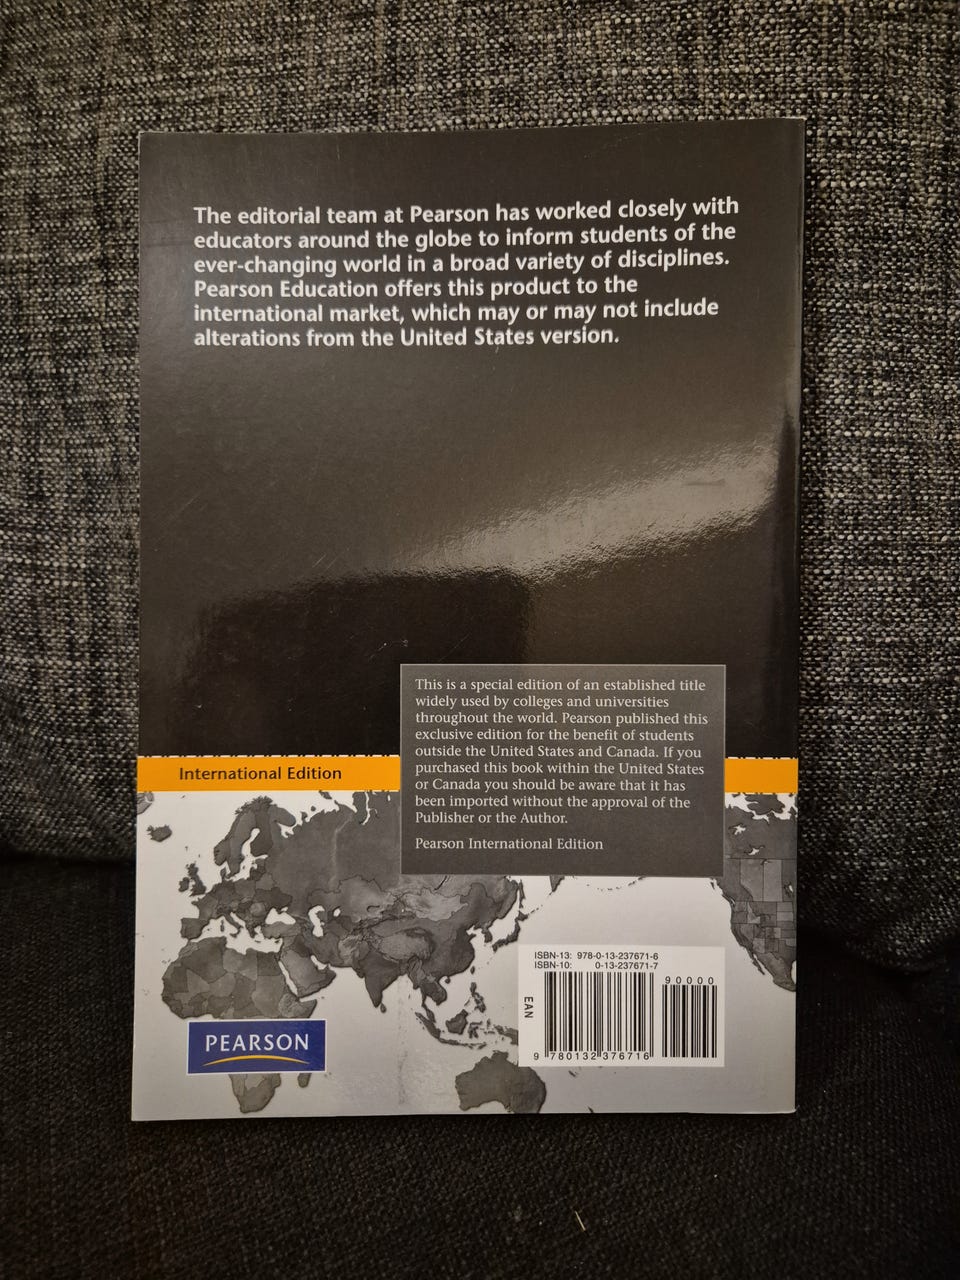 The editorial team at Pearson has worked closely with
educators around the globe to inform students of the
ever-changing world in a broad variety of disciplines.
Pearson Education offers this product to the
international market, which may or may not include
alterations from the United States version.
This is a special edition of an established title
widely used by colleges and universities
throughout the world. Pearson published this
exclusive edition for the benefit of students
outside the United States and Canada. If you
purchased this book within the United States
or Canada you should be aware that it has
been imported without the approval of the
Publisher or the Author.
Pearson International Edition
International Edition
ISBN-13: 978-0-13-237671-6
ISBN-10: 0-13-237671-7
90000
EAN
9 780132 376716
PEARSON